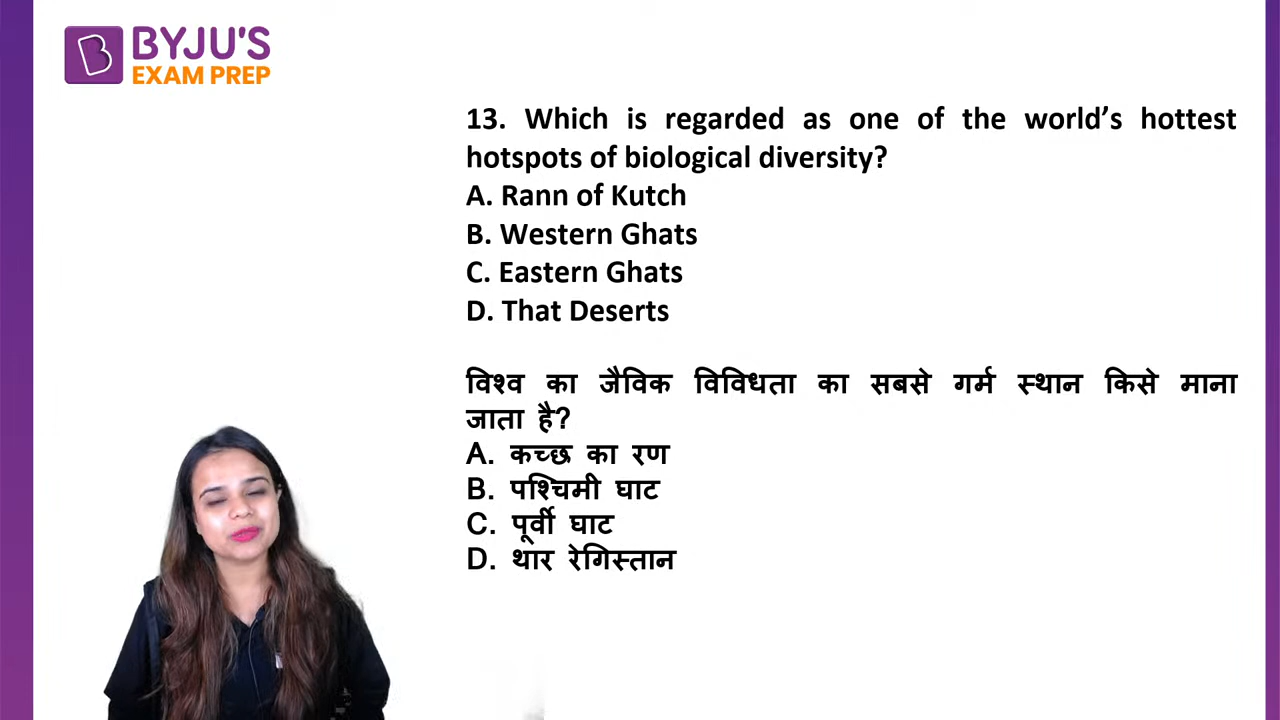 BYJU'S
EXAM PREP
13. Which is regarded as one of the world’s hottest
hotspots of biological diversity?
A. Rann of Kutch
B. Western Ghats
C. Eastern Ghats
D. That Deserts
विश्व का जैविक विविधता का सबसे गर्म स्थान किसे माना
जाता है?
A. कच्छ का रण
B. पश्चिमी घाट
C. पूर्वी घाट
D. थार रेगिस्तान